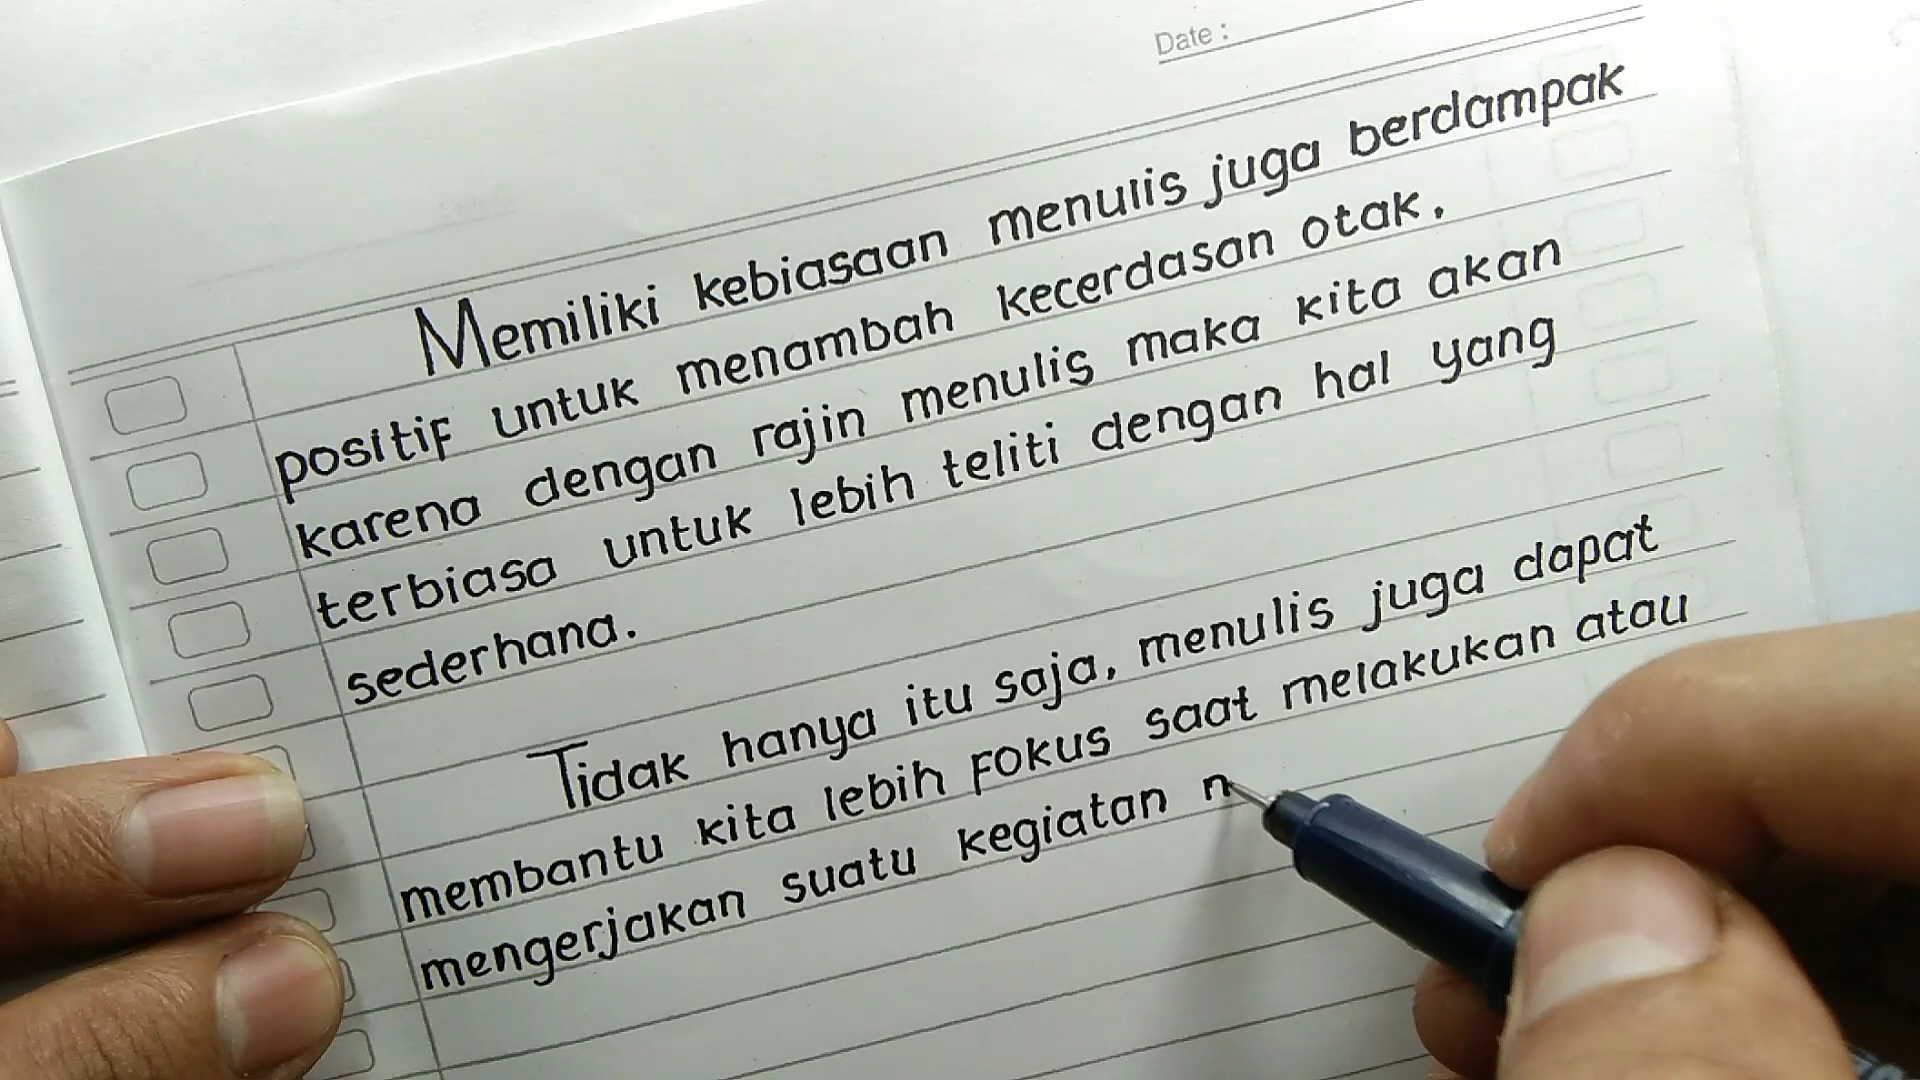 Date :
Memiliki kebiasaan menulis juga berdampak
positif untuk menambah kecerdasan otak.
karena dengan rajin menulis maka kita akan
terbiasa untuk lebih teliti dengan hal yang
sederhana.
Tidak hanya itu saja, menulis juga dapat
membantu kita lebih fokus saat melakukan atau
mengerjakan suatu kegiatan n